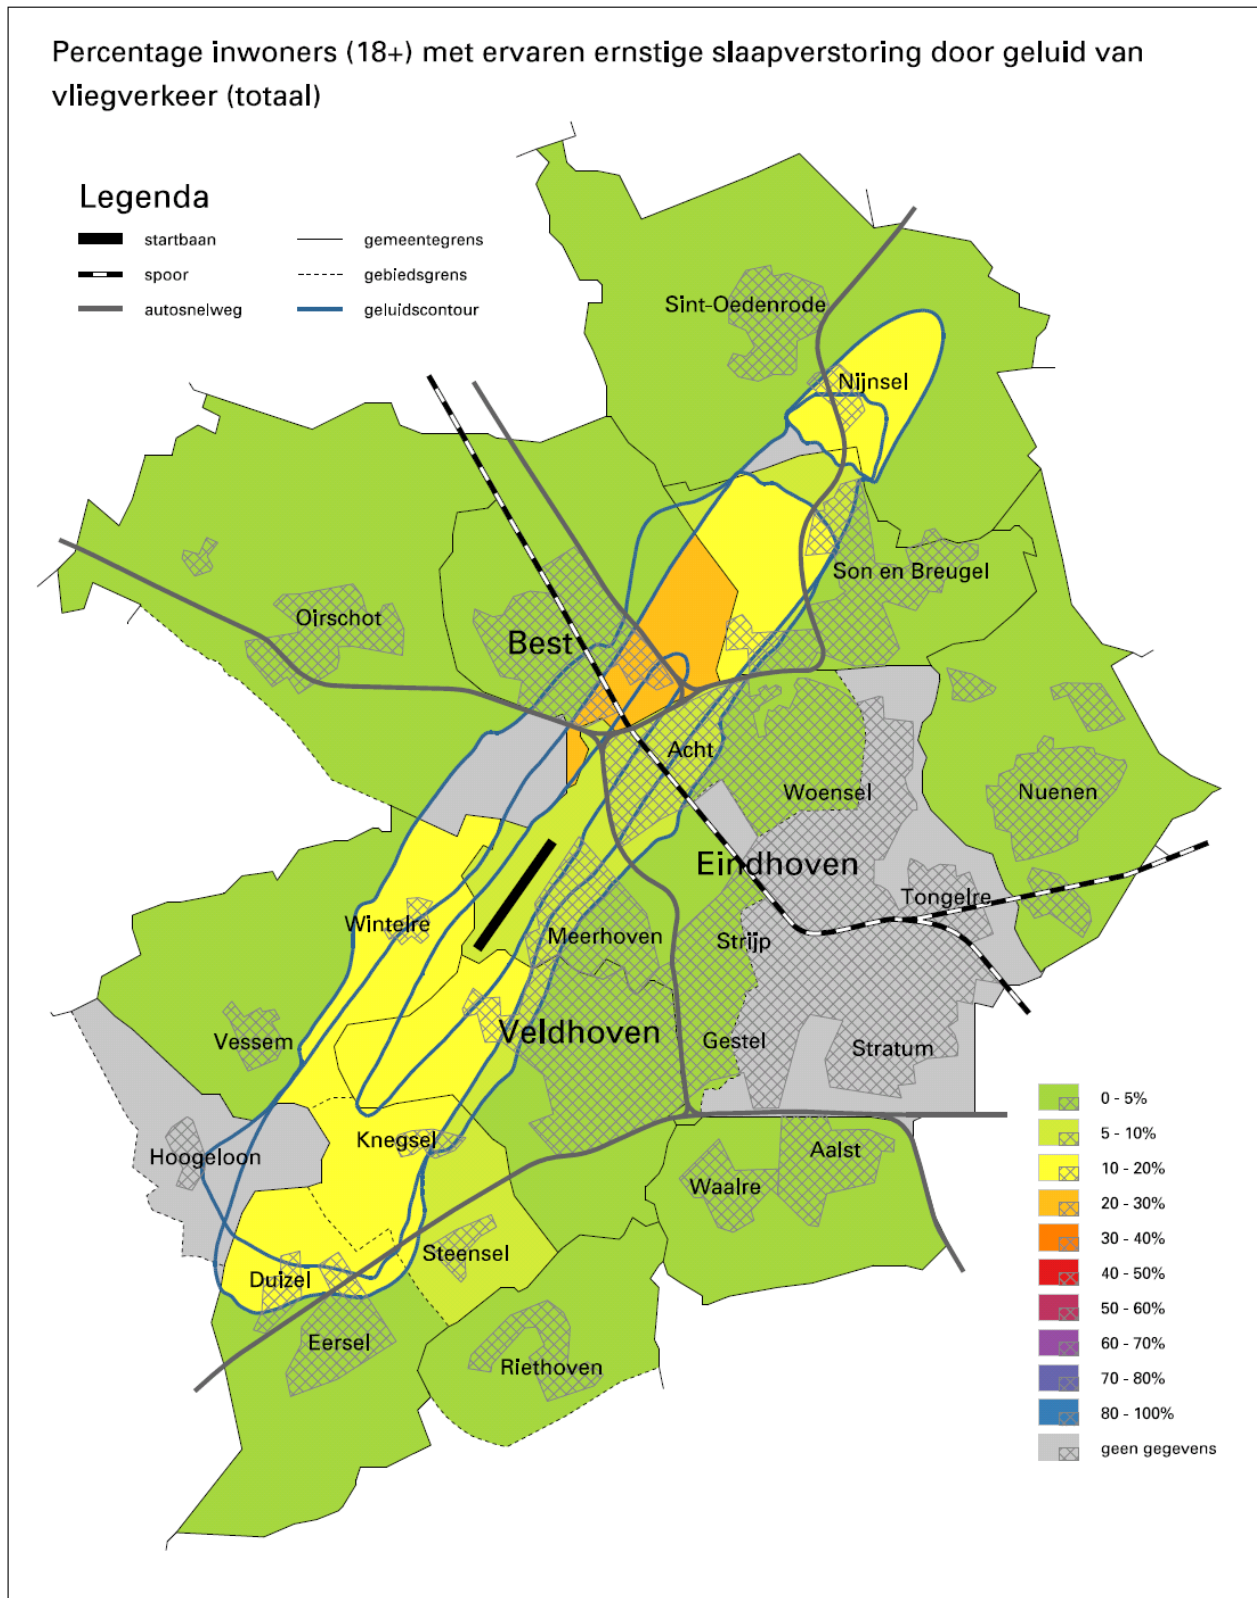 Percentage inwoners (18+) met ervaren ernstige slaapverstoring door geluid van
vliegverkeer (totaal)
Legenda
startbaan
gemeentegrens
spoor
gebiedsgrens
autosnelweg
geluidscontour
Sint-Oedenrode
Nijnsel
Son en Breugel
Oirschot
Best
Acht
Woensel
Nuenen
Eindhoven
Tongelre
Wintelre
Meerhoven
Strijp
Vessem
Veldhoven
Gestel
Stratum
Knegsel
Hoogeloon
Aalst
Waalre
Steensel
Duizel
Eersel
Riethoven
0 - 5%
5 - 10%
10 - 20%
20 - 30%
30 - 40%
40 - 50%
50 - 60%
60 - 70%
70 - 80%
80 - 100%
geen gegevens